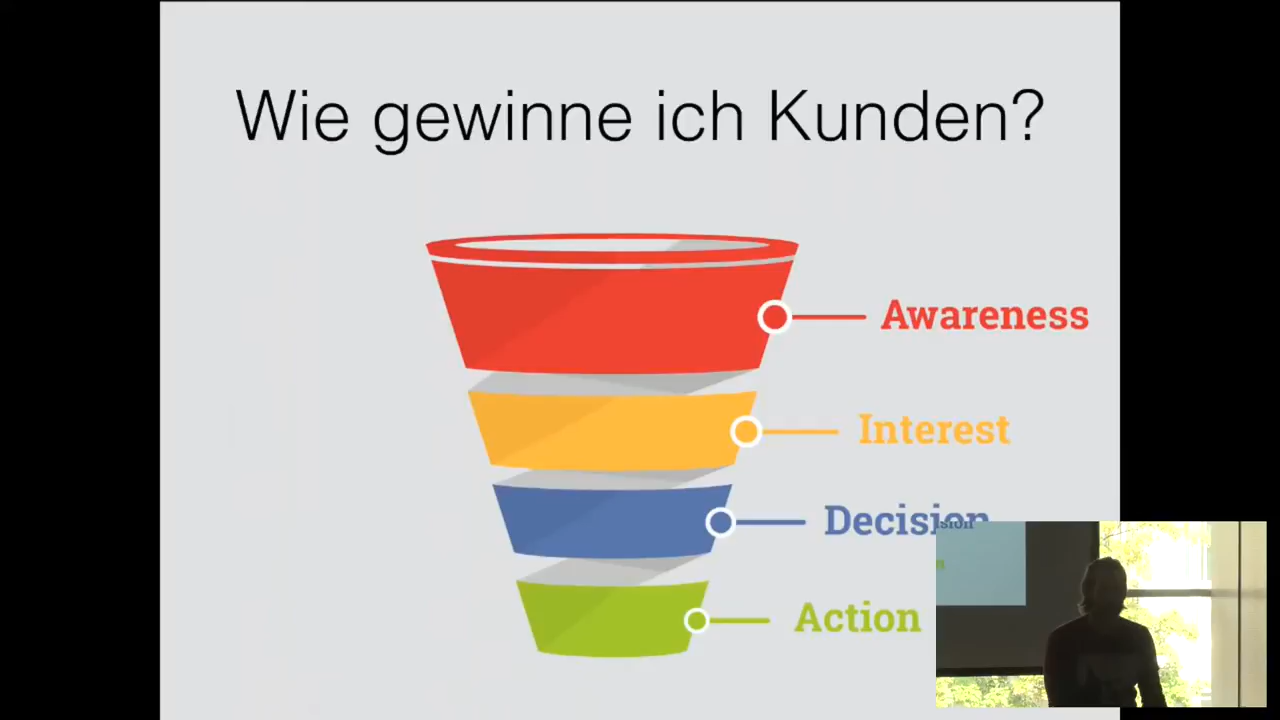 Wie gewinne ich Kunden?
Awareness
Interest
Decision
Action